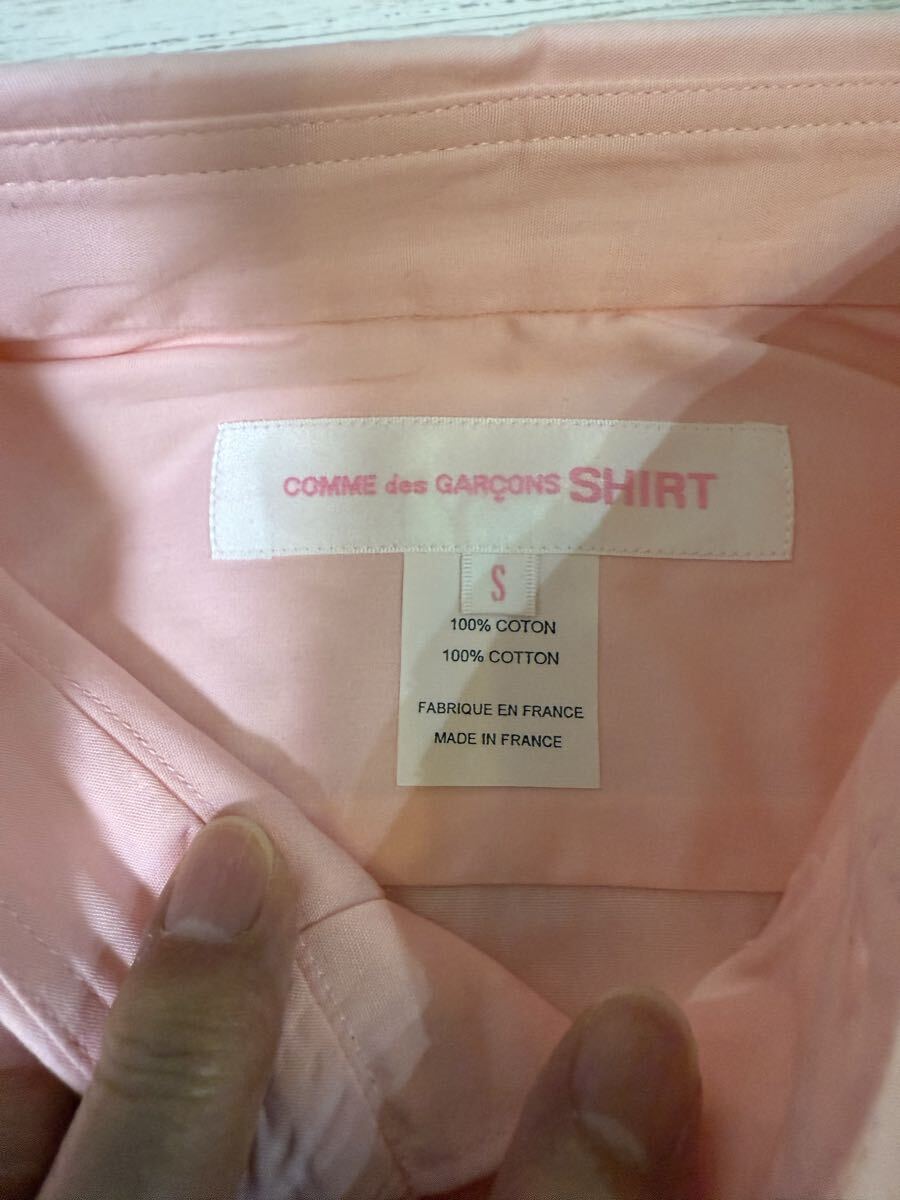 COMME des GARÇONS SHIRT
S
100% COTON
100% COTTON
FABRIQUE EN FRANCE
MADE IN FRANCE